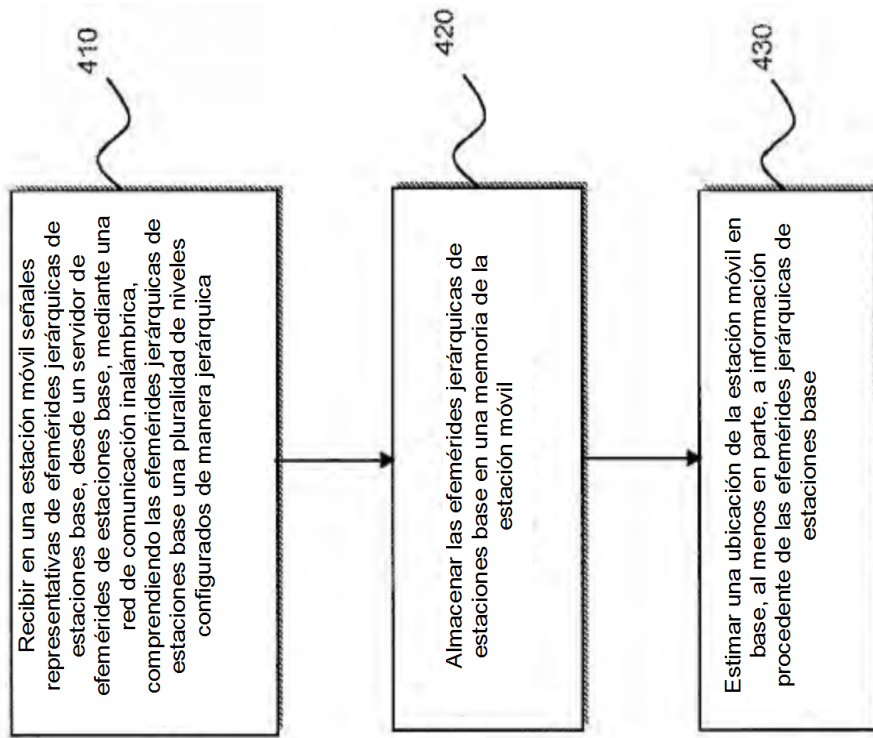 Recibir en una estación móvil señales
representativas de efemérides jerárquicas de
estaciones base, desde un servidor de
efemérides de estaciones base, mediante una
red de comunicación inalámbrica,
comprendiendo las efemérides jerárquicas de
estaciones base una pluralidad de niveles
configurados de manera jerárquica
410
Almacenar las efemérides jerárquicas de
estaciones base en una memoria de la
estación móvil
420
Estimar una ubicación de la estación móvil en
base, al menos en parte, a información
procedente de las efemérides jerárquicas de
estaciones base
430